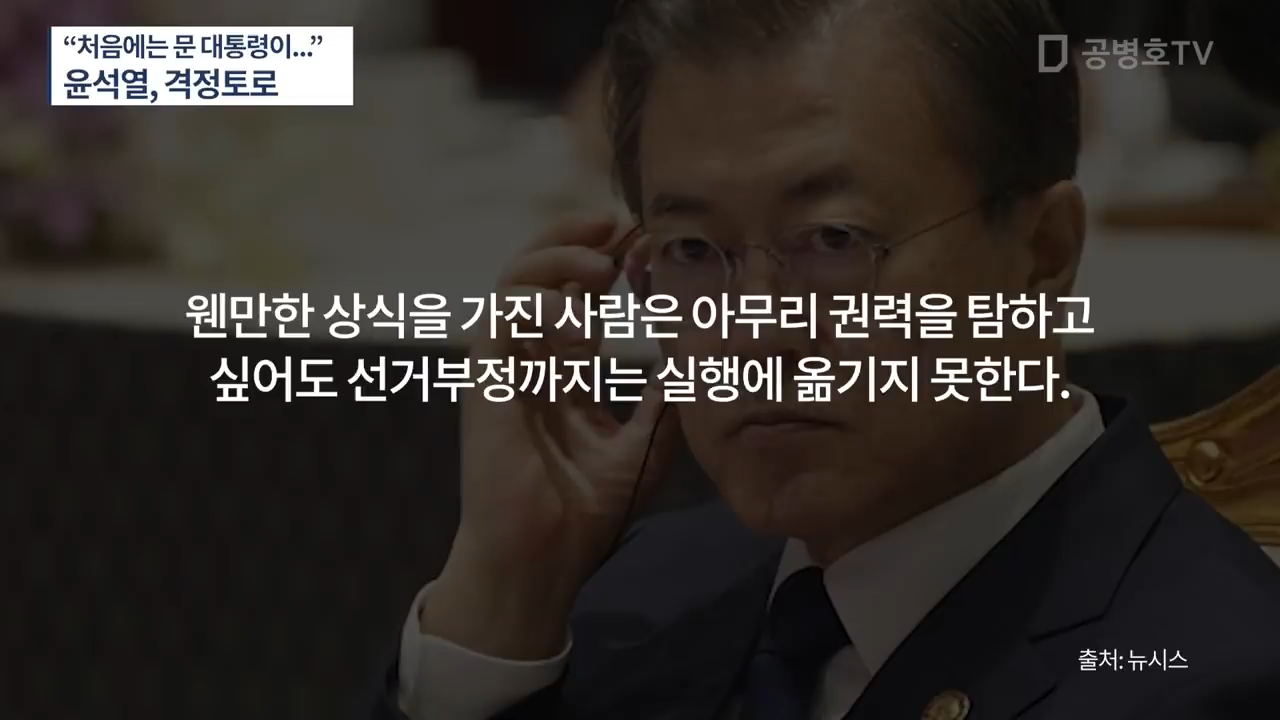 “처음에는 문 대통령이...”
윤석열, 격정토로
공병호TV
웬만한 상식을 가진 사람은 아무리 권력을 탐하고
싶어도 선거부정까지는 실행에 옮기지 못한다.
출처: 뉴시스